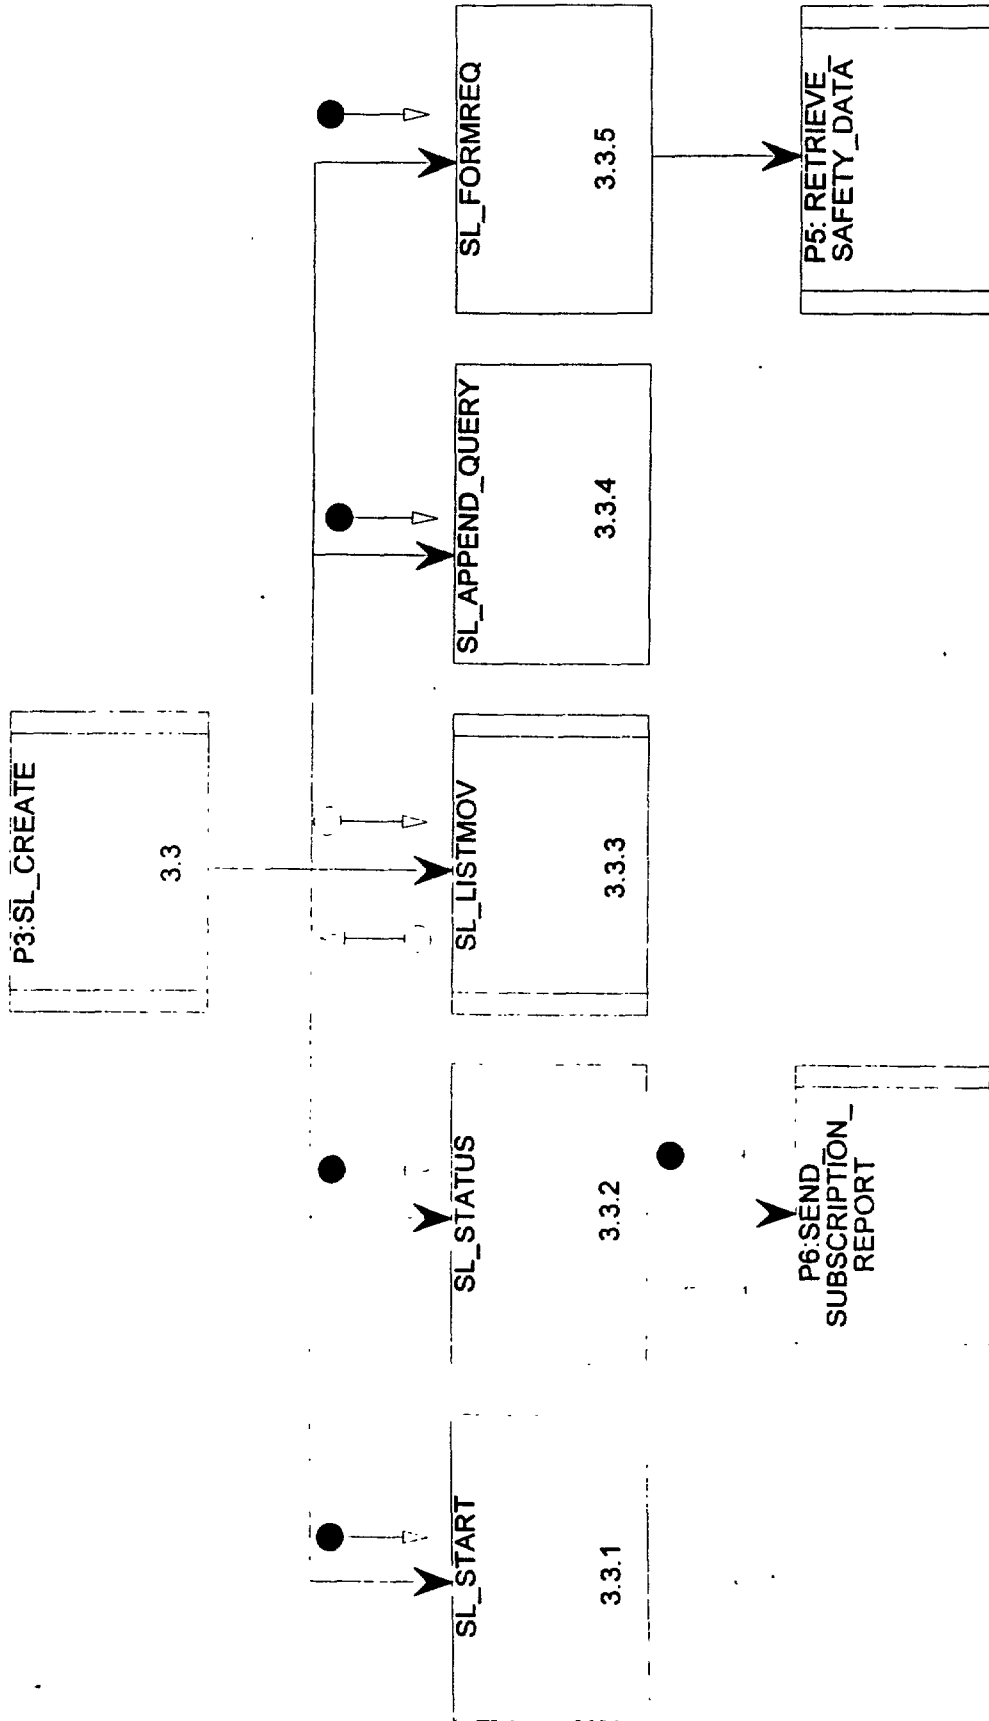 P3:SL_CREATE
3.3
SL_START
3.3.1
SL_STATUS
3.3.2
SL_LISTMOV
3.3.3
SL_APPEND_QUERY
3.3.4
SL_FORMREQ
3.3.5
P6:SEND_
SUBSCRIPTION_
REPORT
P5: RETRIEVE_
SAFETY_DATA